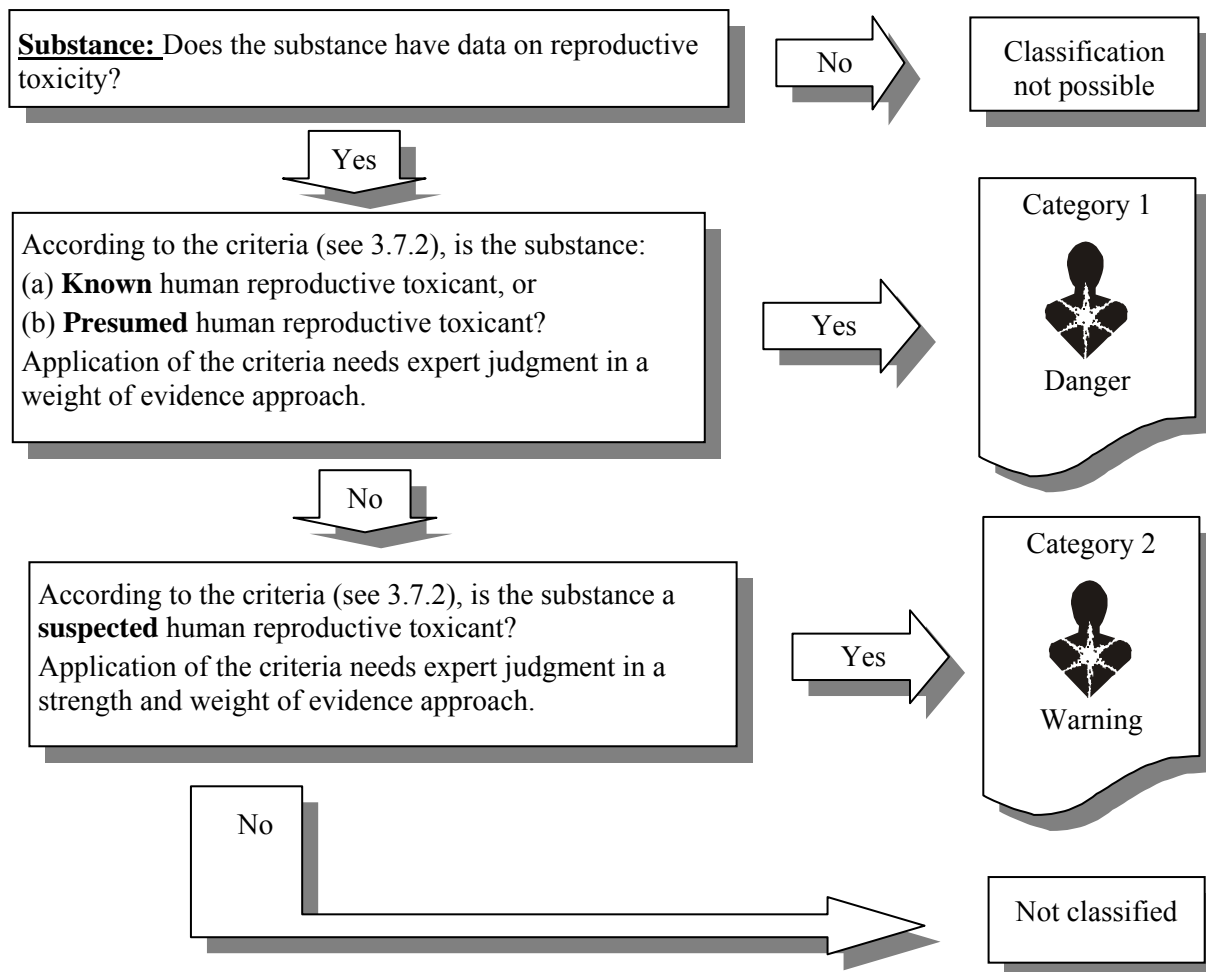 Substance: Does the substance have data on reproductive
toxicity?
No
Classification
not possible
Yes
According to the criteria (see 3.7.2), is the substance:
(a) Known human reproductive toxicant, or
(b) Presumed human reproductive toxicant?
Application of the criteria needs expert judgment in a
weight of evidence approach.
Yes
Category 1
Danger
No
According to the criteria (see 3.7.2), is the substance a
suspected human reproductive toxicant?
Application of the criteria needs expert judgment in a
strength and weight of evidence approach.
Yes
Category 2
Warning
No
Not classified